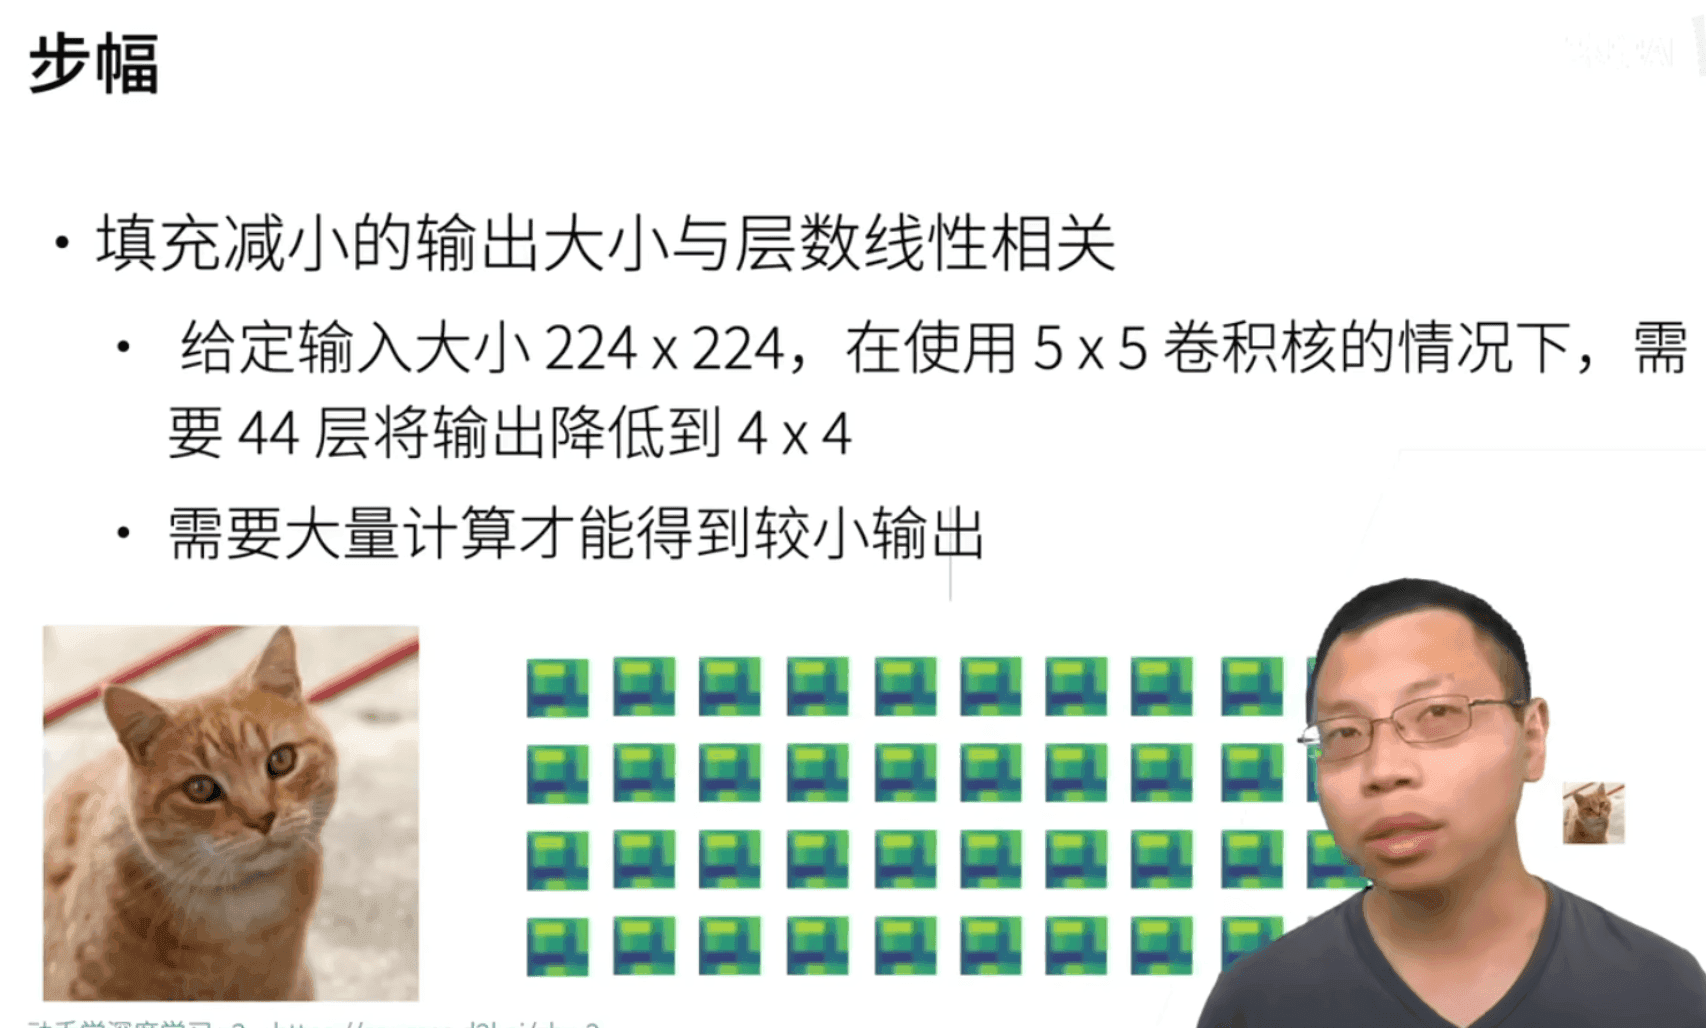 步幅
• 填充减小的输出大小与层数线性相关
• 给定输入大小 224 x 224，在使用 5 x 5 卷积核的情况下，需
要 44 层将输出降低到 4 x 4
• 需要大量计算才能得到较小输出